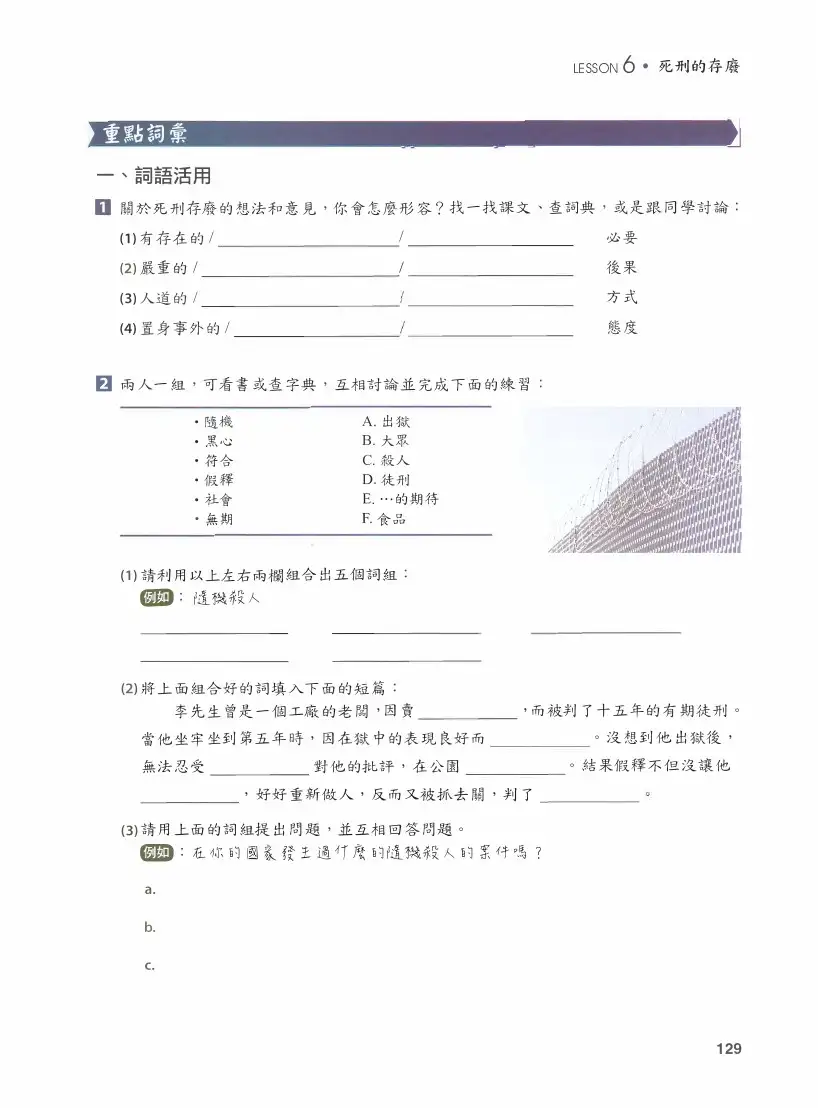 LESSON 6 • 死刑的存廢
重點詞彙
一、詞語活用
1 關於死刑存廢的想法和意見，你會怎麼形容？找一找課文、查詞典，或是跟同學討論：
(1) 有存在的 / ____________ / ____________ 必要
(2) 嚴重的 / ____________ / ____________ 後果
(3) 人道的 / ____________ / ____________ 方式
(4) 置身事外的 / ____________ / ____________ 態度
2 兩人一組，可看書或查字典，互相討論並完成下面的練習：
・隨機 A. 出獄
・黑心 B. 大眾
・符合 C. 殺人
・假釋 D. 徒刑
・社會 E. …的期待
・無期 F. 食品
(1) 請利用以上左右兩欄組合出五個詞組：
例如：隨機殺人
(2) 將上面組合好的詞填入下面的短篇：
李先生曾是一個工廠的老闆，因賣 ________ ，而被判了十五年的有期徒刑。
當他坐牢坐到第五年時，因在獄中的表現良好而 ________ 。沒想到他出獄後，
無法忍受 ________ 對他的批評，在公園 ________ 。結果假釋不但沒讓他
________ ，好好重新做人，反而又被抓去關，判了 ________ 。
(3) 請用上面的詞組提出問題，並互相回答問題。
例如：在你的國家發生過什麼的隨機殺人的案件嗎？
a.
b.
c.
129